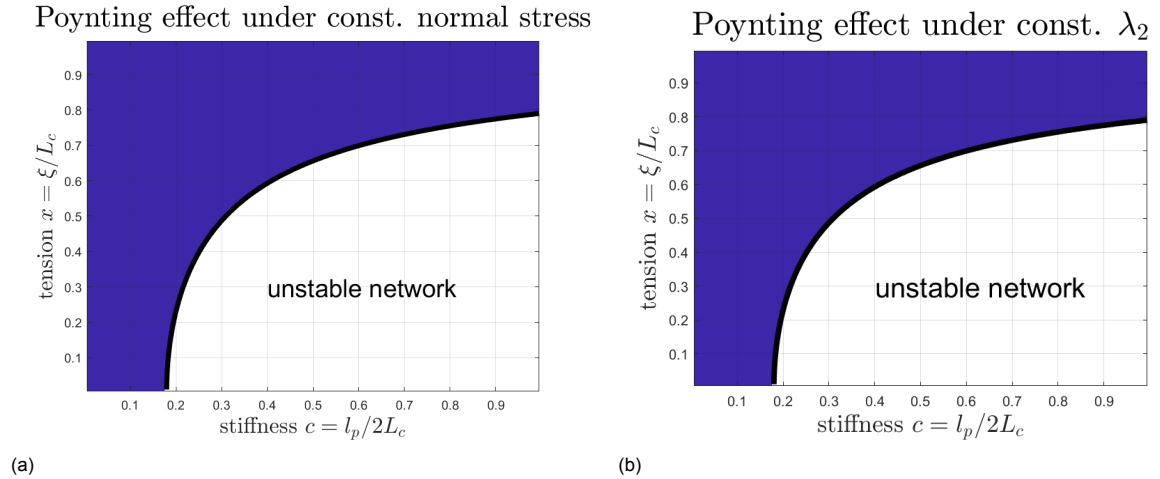 Poynting effect under const. normal stress
0.9
0.8
0.7
0.6
0.5
0.4
0.3
0.2
0.1
tension x = ξ/L_c
unstable network
0.1 0.2 0.3 0.4 0.5 0.6 0.7 0.8 0.9
stiffness c = l_p/2L_c
(a)
Poynting effect under const. λ_2
0.9
0.8
0.7
0.6
0.5
0.4
0.3
0.2
0.1
tension x = ξ/L_c
unstable network
0.1 0.2 0.3 0.4 0.5 0.6 0.7 0.8 0.9
stiffness c = l_p/2L_c
(b)